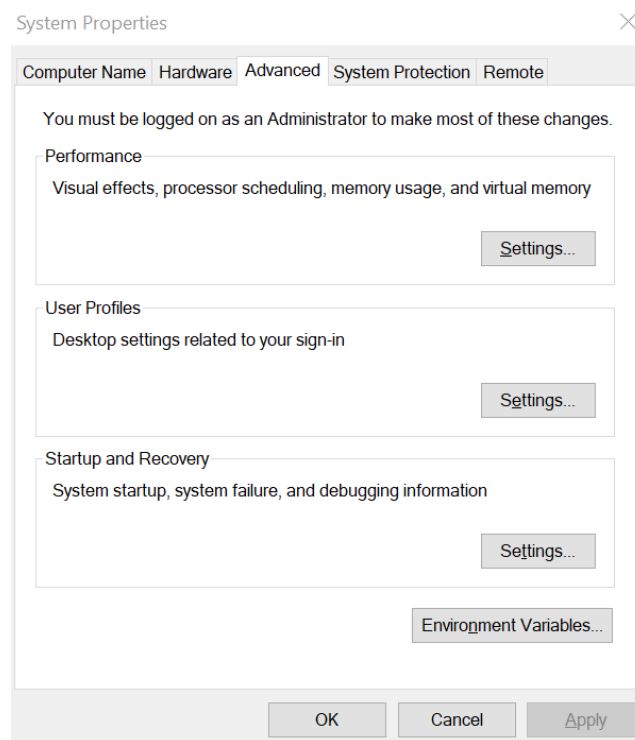 System Properties
Computer Name Hardware Advanced System Protection Remote
You must be logged on as an Administrator to make most of these changes.
Performance
Visual effects, processor scheduling, memory usage, and virtual memory
Settings...
User Profiles
Desktop settings related to your sign-in
Settings...
Startup and Recovery
System startup, system failure, and debugging information
Settings...
Environment Variables...
OK Cancel Apply